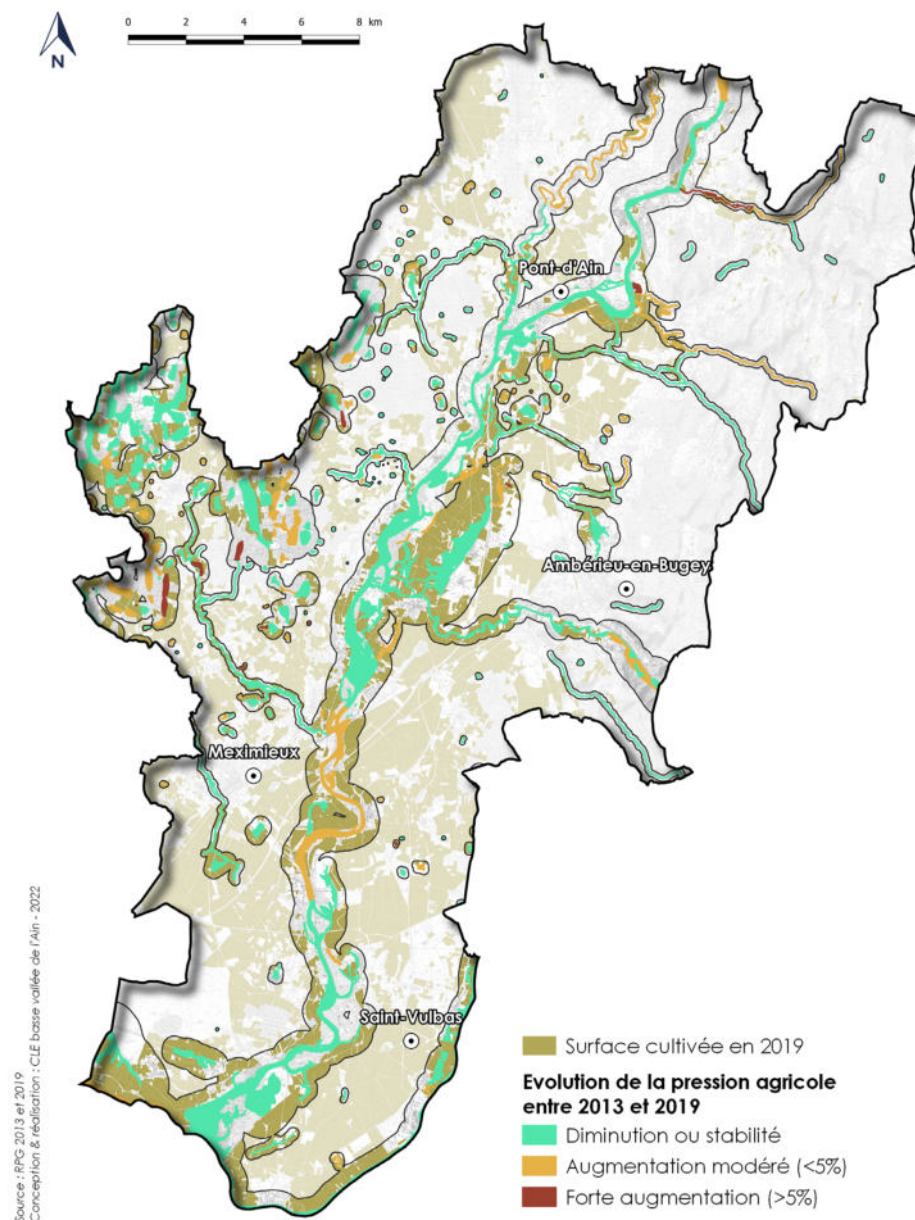 N
0 2 4 6 8 km
Pont-d'Ain
Ambérieu-en-Bugey
Meximieux
Saint-Vulbas
Surface cultivée en 2019
Evolution de la pression agricole
entre 2013 et 2019
Diminution ou stabilité
Augmentation modéré (<5%)
Forte augmentation (>5%)
Source : RPG 2013 et 2019
Conception & réalisation : CLE basse vallée de l'Ain - 2022